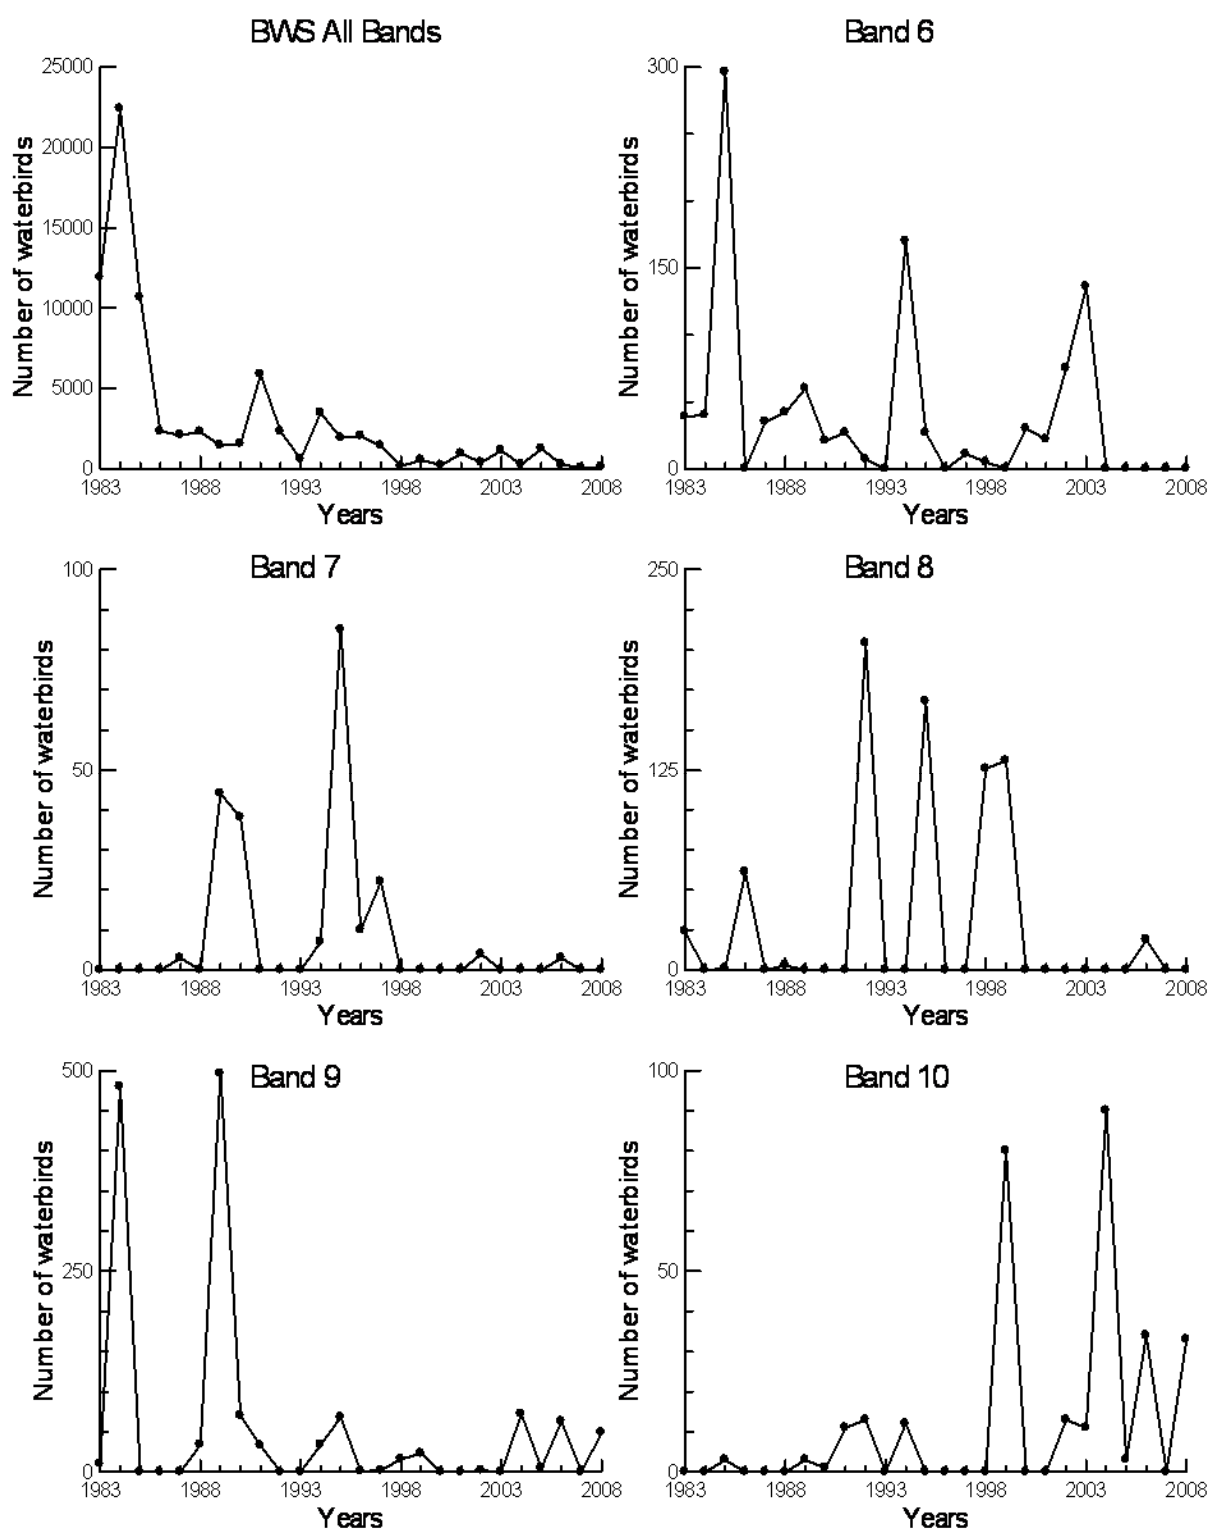 BWS All Bands
Number of waterbirds
25000
20000
15000
10000
5000
0
1983 1988 1993 1998 2003 2008
Years
Band 6
Number of waterbirds
300
150
0
1983 1988 1993 1998 2003 2008
Years
Band 7
Number of waterbirds
100
50
0
1983 1988 1993 1998 2003 2008
Years
Band 8
Number of waterbirds
250
125
0
1983 1988 1993 1998 2003 2008
Years
Band 9
Number of waterbirds
500
250
0
1983 1988 1993 1998 2003 2008
Years
Band 10
Number of waterbirds
100
50
0
1983 1988 1993 1998 2003 2008
Years